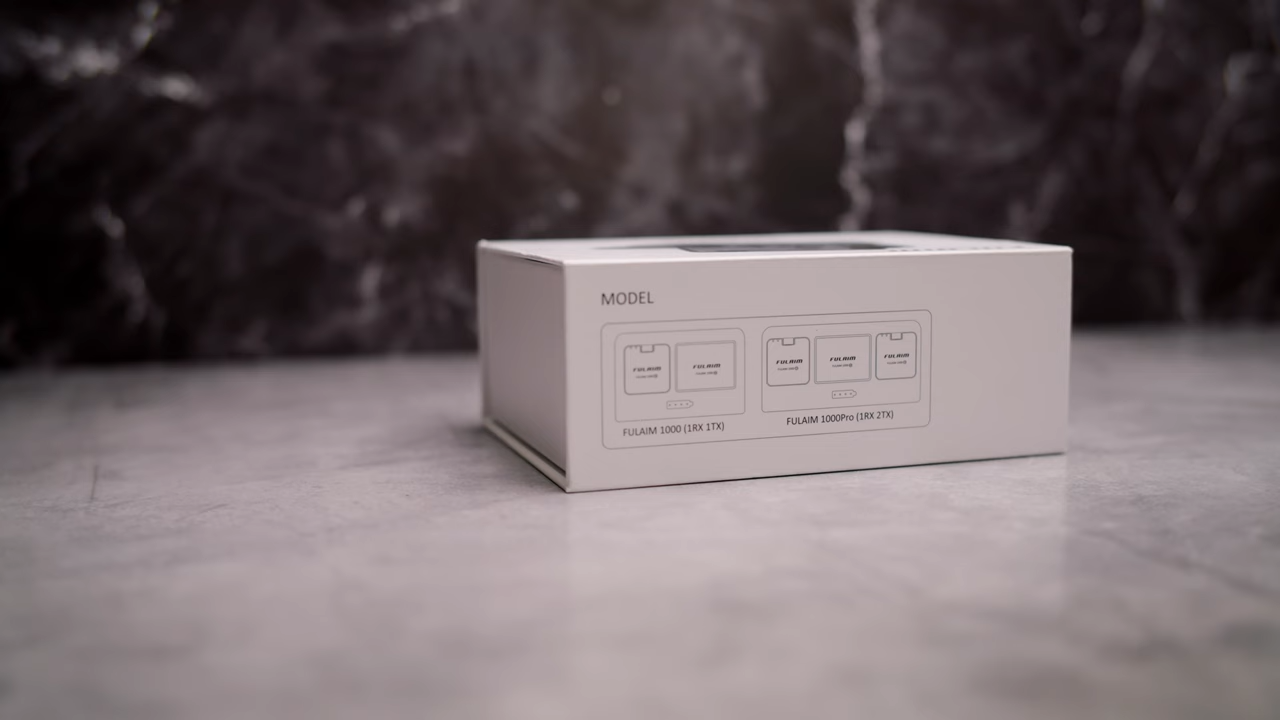 MODEL
FULAIM
FULAIM
FULAIM
FULAIM
FULAIM
FULAIM 1000 (1RX 1TX)
FULAIM 1000Pro (1RX 2TX)